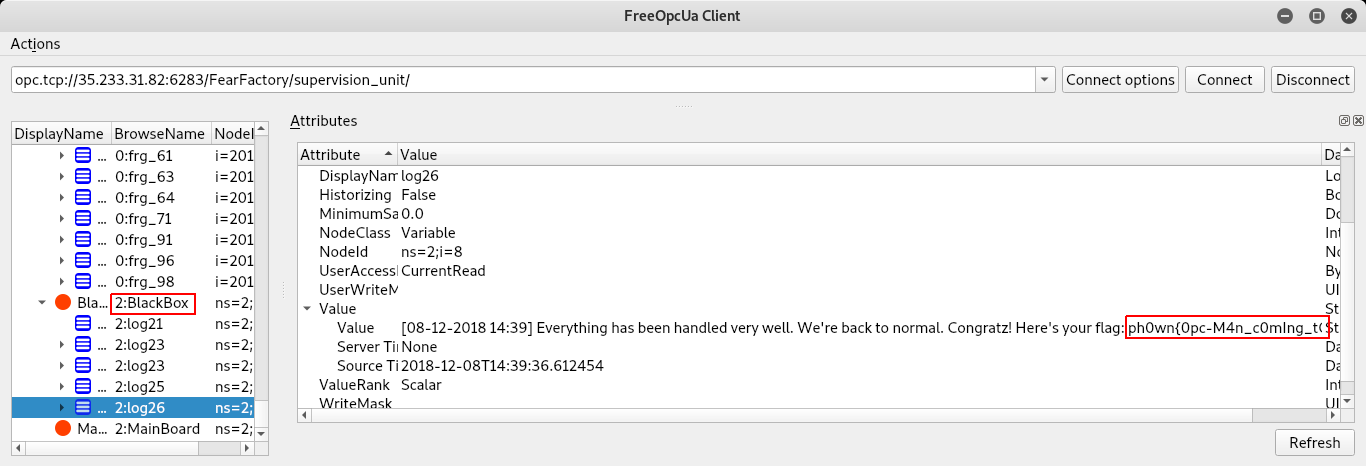 FreeOpcUa Client
Actions
opc.tcp://35.233.31.82:6283/FearFactory/supervision_unit/
Connect options
Connect
Disconnect
Attributes
DisplayName BrowseName NodeI
... 0:frg_61 i=201
... 0:frg_63 i=201
... 0:frg_64 i=201
... 0:frg_71 i=201
... 0:frg_91 i=201
... 0:frg_96 i=201
... 0:frg_98 i=201
Bla... 2:BlackBox ns=2;
... 2:log21 ns=2;
... 2:log23 ns=2;
... 2:log23 ns=2;
... 2:log25 ns=2;
... 2:log26 ns=2;
Ma... 2:MainBoard ns=2;
Attribute Value Da
DisplayNam log26 Lo
Historizing False Bo
MinimumSa 0.0 Do
NodeClass Variable Int
NodeId ns=2;i=8 No
UserAccessl CurrentRead By
UserWriteM UI
Value St
Value [08-12-2018 14:39] Everything has been handled very well. We're back to normal. Congratz! Here's your flag: ph0wn{0pc-M4n_c0mIng_t0 St
Server Tim None Da
Source Ti 2018-12-08T14:39:36.612454 Da
ValueRank Scalar Int
WriteMask UI
Refresh